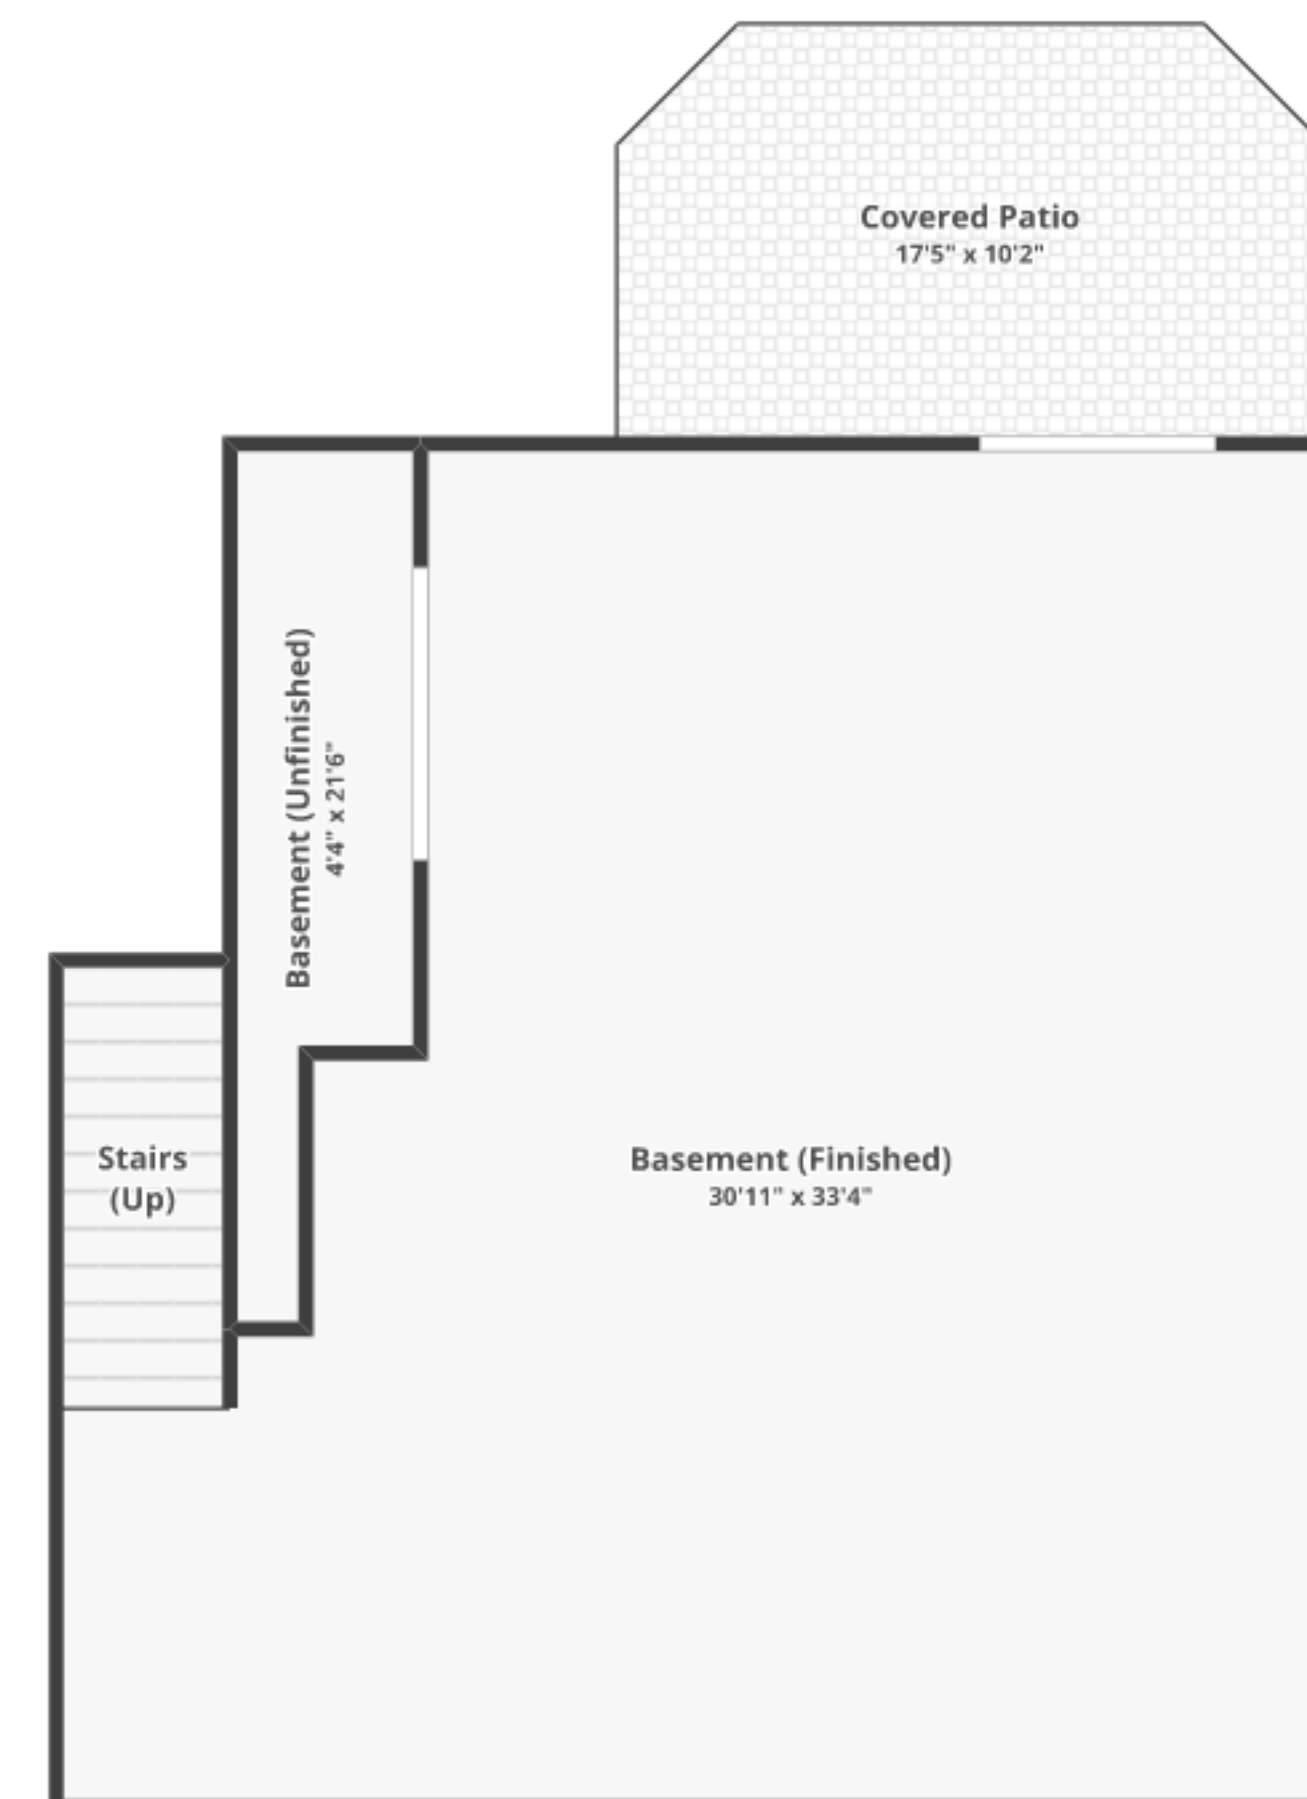 Covered Patio
17'5" x 10'2"
Basement (Unfinished)
4'4" x 21'6"
Stairs
(Up)
Basement (Finished)
30'11" x 33'4"